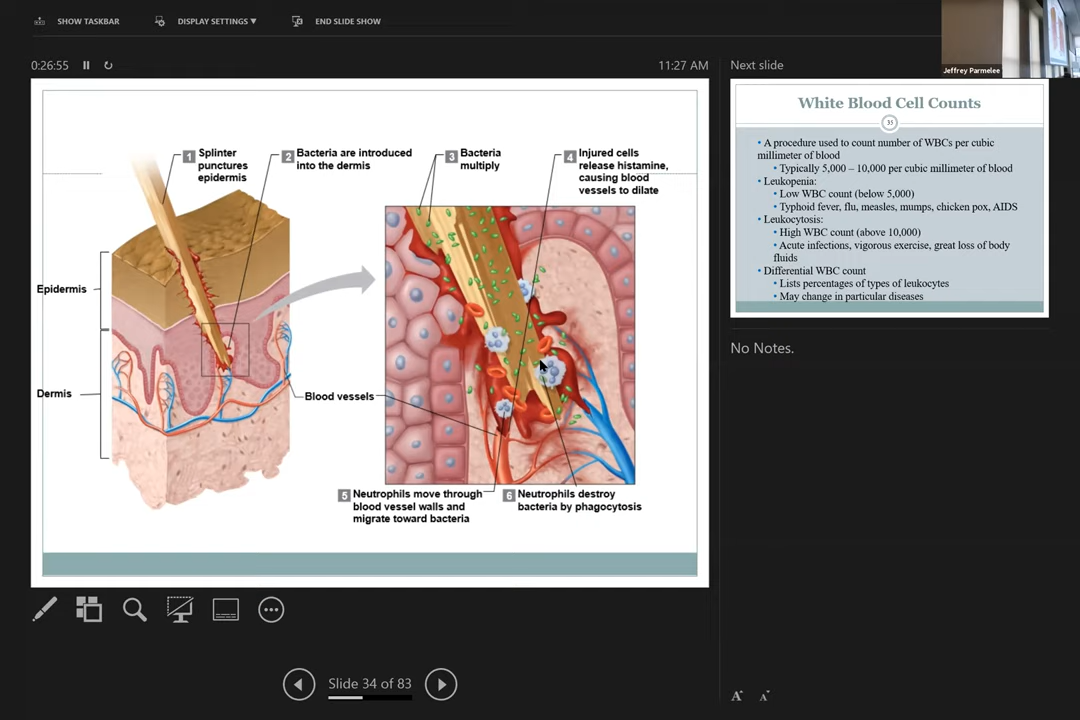 SHOW TASKBAR
DISPLAY SETTINGS ▼
END SLIDE SHOW
Jeffrey Parmelee
0:26:55
11:27 AM
Next slide
1 Splinter
punctures
epidermis
2 Bacteria are introduced
into the dermis
3 Bacteria
multiply
4 Injured cells
release histamine,
causing blood
vessels to dilate
Epidermis
Dermis
Blood vessels
5 Neutrophils move through
blood vessel walls and
migrate toward bacteria
6 Neutrophils destroy
bacteria by phagocytosis
White Blood Cell Counts
35
• A procedure used to count number of WBC's per cubic
millimeter of blood
• Typically 5,000 – 10,000 per cubic millimeter of blood
• Leukopenia:
• Low WBC count (below 5,000)
• Typhoid fever, flu, measles, mumps, chicken pox, AIDS
• Leukocytosis:
• High WBC count (above 10,000)
• Acute infections, vigorous exercise, great loss of body
fluids
• Differential WBC count
• Lists percentages of types of leukocytes
• May change in particular diseases
No Notes.
Slide 34 of 83
A A